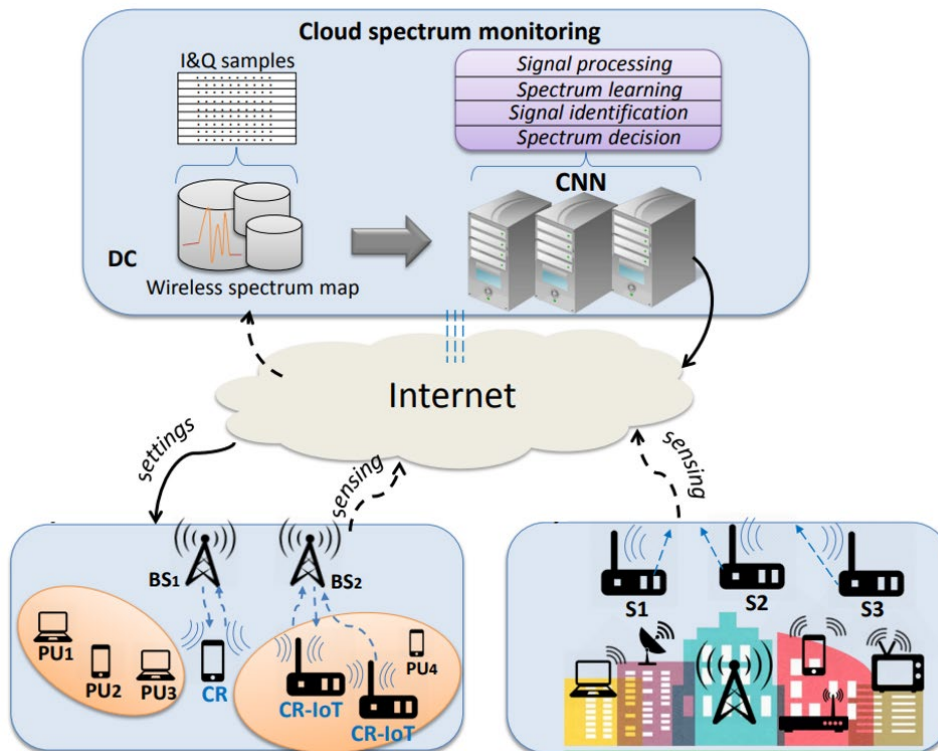 Cloud spectrum monitoring
I&Q samples
Signal processing
Spectrum learning
Signal identification
Spectrum decision
CNN
DC
Wireless spectrum map
Internet
settings
sensing
sensing
BS1
BS2
PU1
PU2
PU3
CR
CR-IoT
CR-IoT
PU4
S1
S2
S3